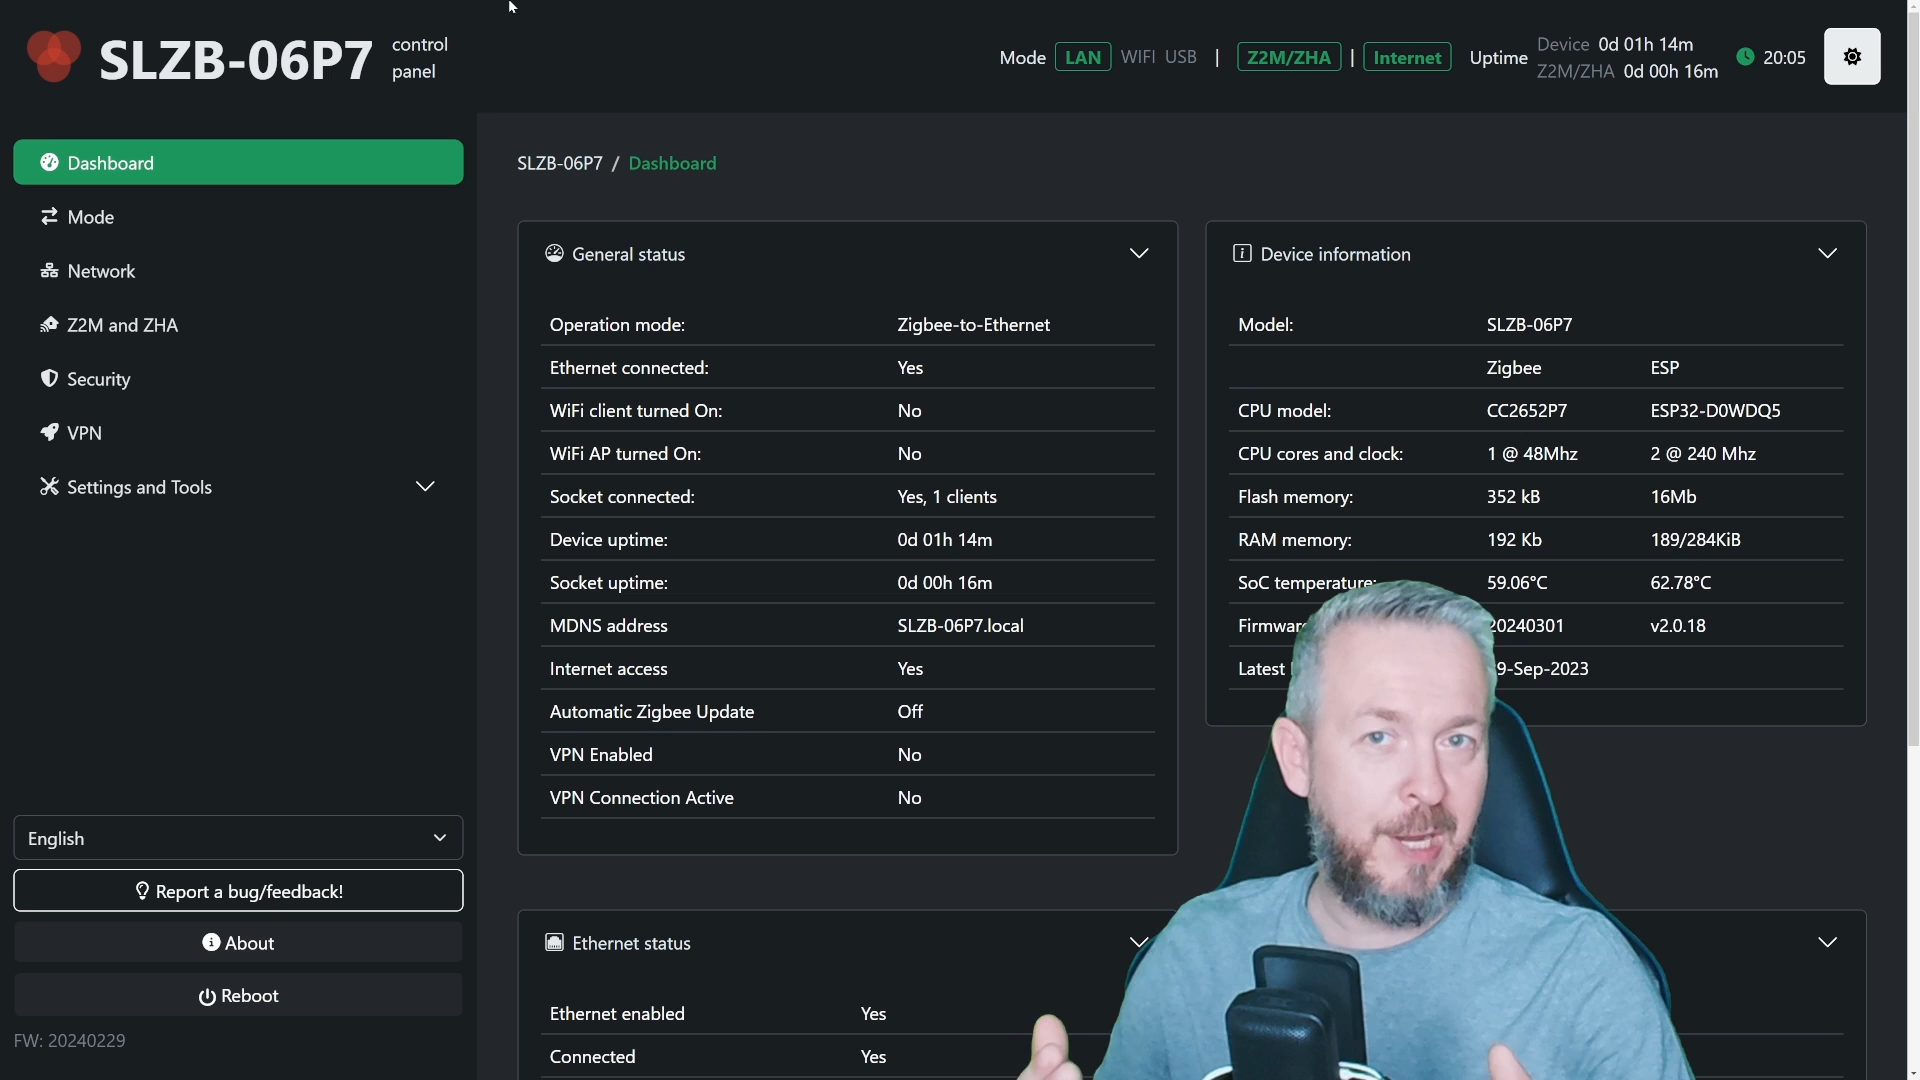 SLZB-06P7 control panel
Mode LAN WIFI USB | Z2M/ZHA | Internet Uptime Device 0d 01h 14m Z2M/ZHA 0d 00h 16m 20:05
Dashboard
Mode
Network
Z2M and ZHA
Security
VPN
Settings and Tools
English
Report a bug/feedback!
About
Reboot
FW: 20240229
SLZB-06P7 / Dashboard
General status
Operation mode: Zigbee-to-Ethernet
Ethernet connected: Yes
WiFi client turned On: No
WiFi AP turned On: No
Socket connected: Yes, 1 clients
Device uptime: 0d 01h 14m
Socket uptime: 0d 00h 16m
MDNS address SLZB-06P7.local
Internet access Yes
Automatic Zigbee Update Off
VPN Enabled No
VPN Connection Active No
Device information
Model: SLZB-06P7
Zigbee ESP
CPU model: CC2652P7 ESP32-D0WDQ5
CPU cores and clock: 1 @ 48Mhz 2 @ 240 Mhz
Flash memory: 352 kB 16Mb
RAM memory: 192 Kb 189/284KiB
SoC temperature: 59.06°C 62.78°C
Firmware 20240301 v2.0.18
Latest 9-Sep-2023
Ethernet status
Ethernet enabled Yes
Connected Yes